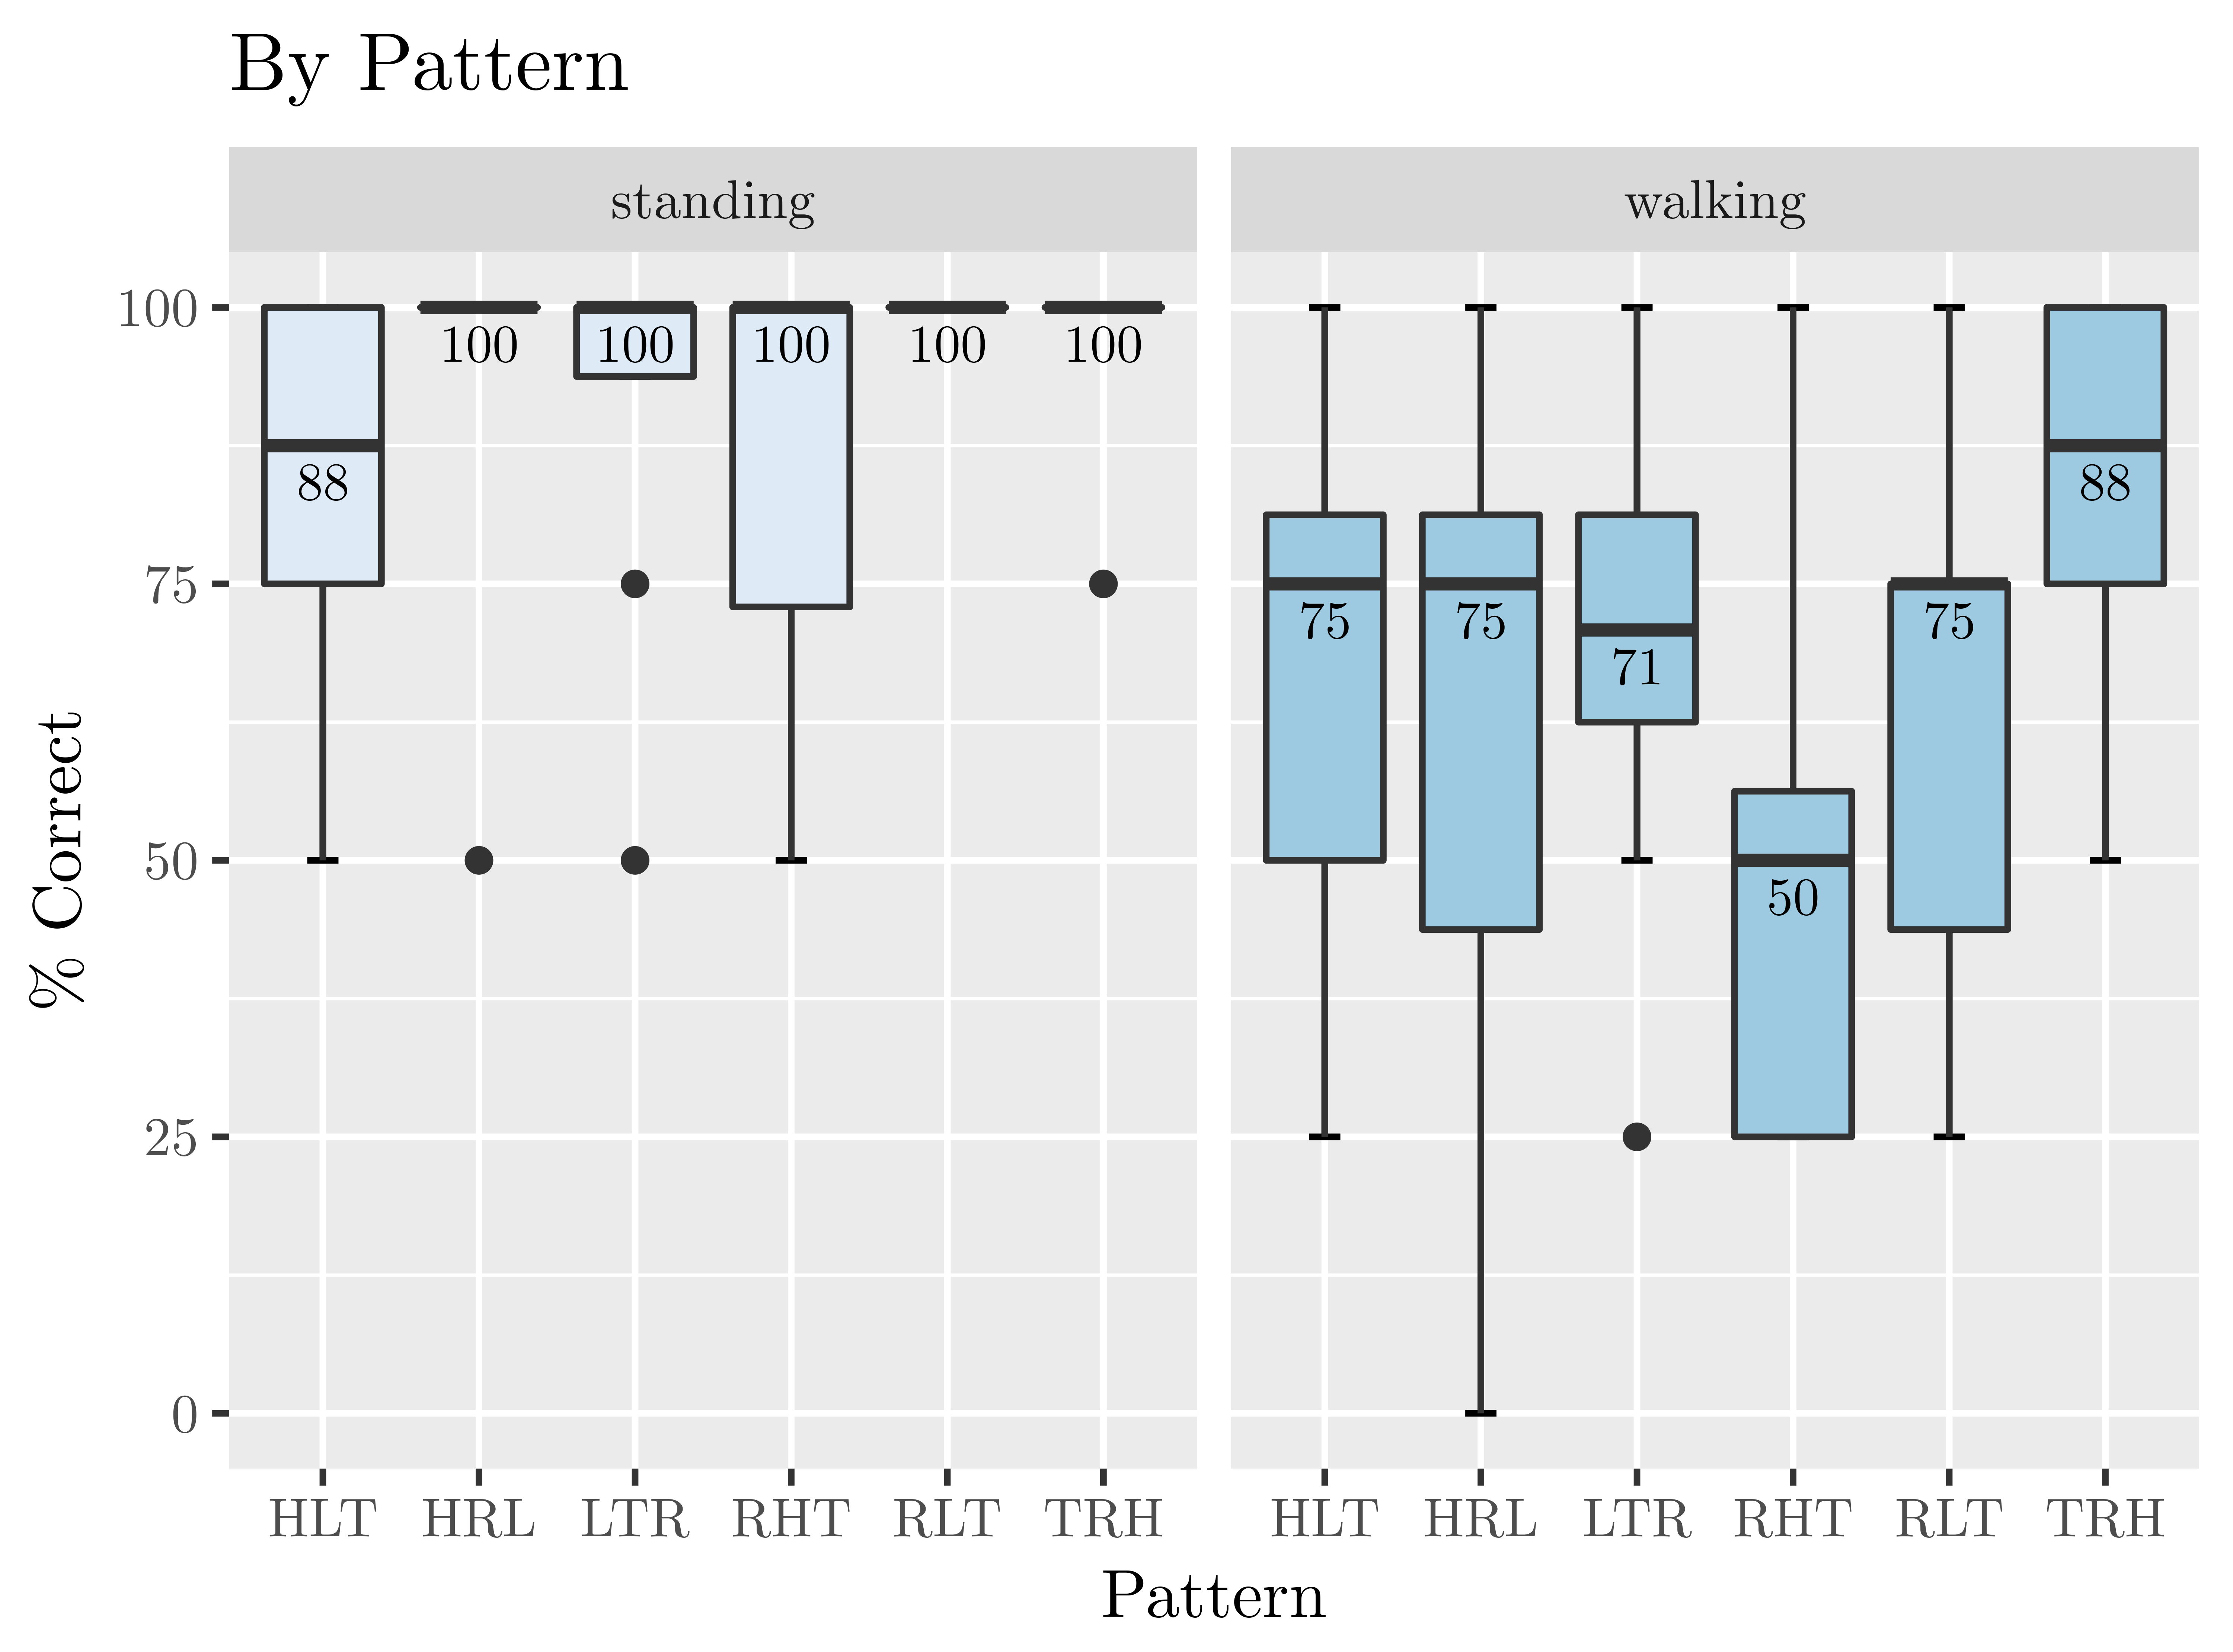 By Pattern
standing walking
100
75
50
25
0
% Correct
88 100 100 100 100 100
75 75 71 50 75 88
HLT HRL LTR RHT RLT TRH HLT HRL LTR RHT RLT TRH
Pattern